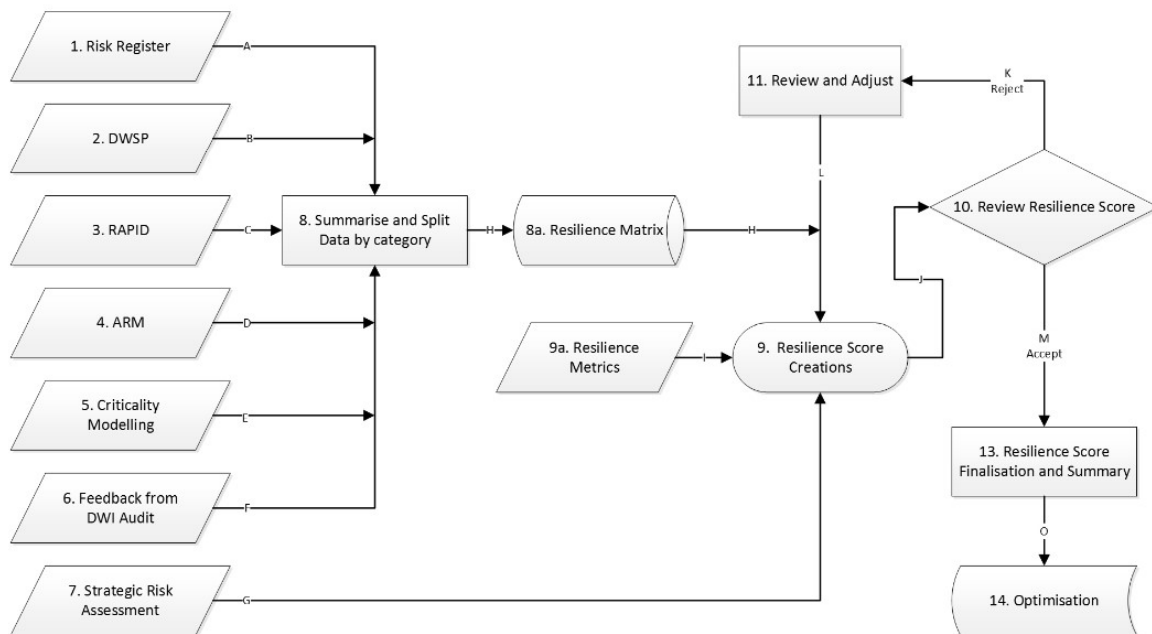 1. Risk Register
A
2. DWSP
B
3. RAPID
C
4. ARM
D
5. Criticality
Modelling
E
6. Feedback from
DWI Audit
F
7. Strategic Risk
Assessment
G
8. Summarise and Split
Data by category
H
8a. Resilience Matrix
H
9a. Resilience
Metrics
I
9. Resilience Score
Creations
J
11. Review and Adjust
L
K
Reject
10. Review Resilience Score
M
Accept
13. Resilience Score
Finalisation and Summary
O
14. Optimisation